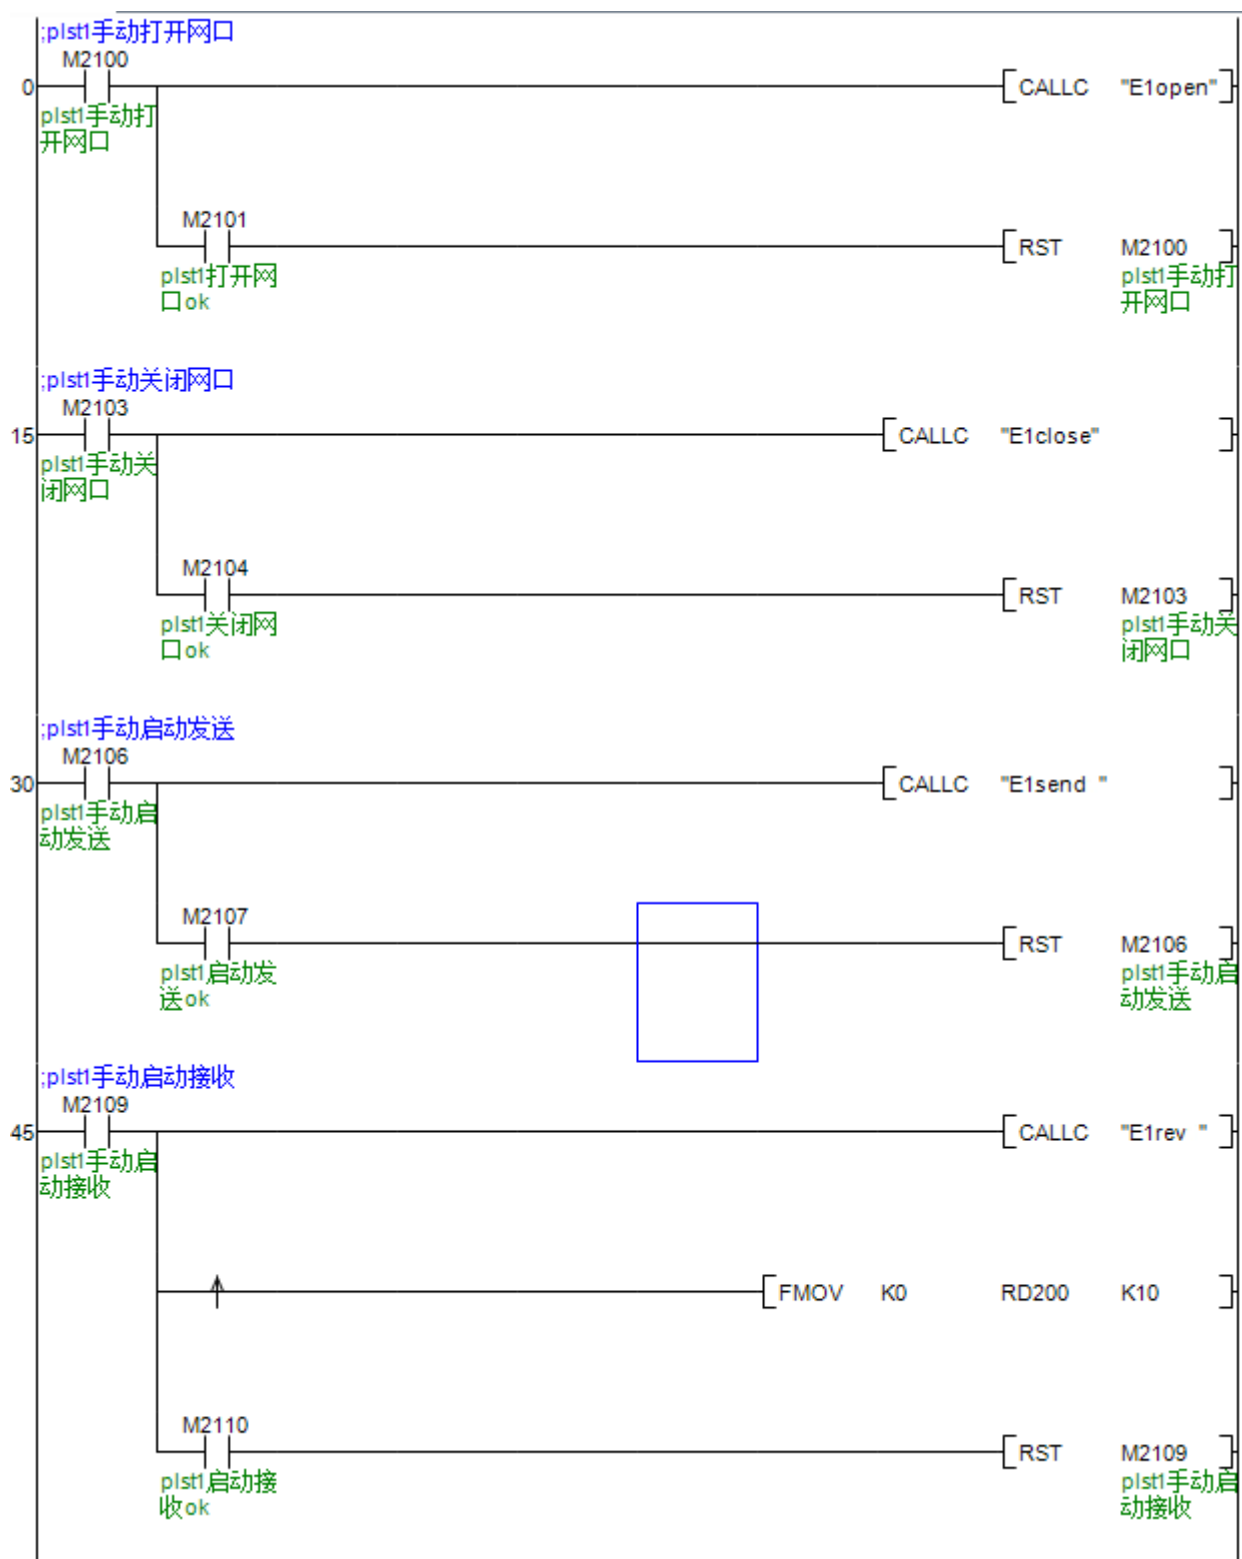 ;plst1手动打开网口
M2100
0
CALLC "E1open"
plst1手动打
开网口
M2101
RST M2100
plst1打开网
口ok
plst1手动打
开网口
;plst1手动关闭网口
M2103
15
CALLC "E1close"
plst1手动关
闭网口
M2104
RST M2103
plst1关闭网
口ok
plst1手动关
闭网口
;plst1手动启动发送
M2106
30
CALLC "E1send "
plst1手动启
动发送
M2107
RST M2106
plst1启动发
送ok
plst1手动启
动发送
;plst1手动启动接收
M2109
45
CALLC "E1rev "
plst1手动启
动接收
FMOV K0 RD200 K10
M2110
RST M2109
plst1启动接
收ok
plst1手动启
动接收